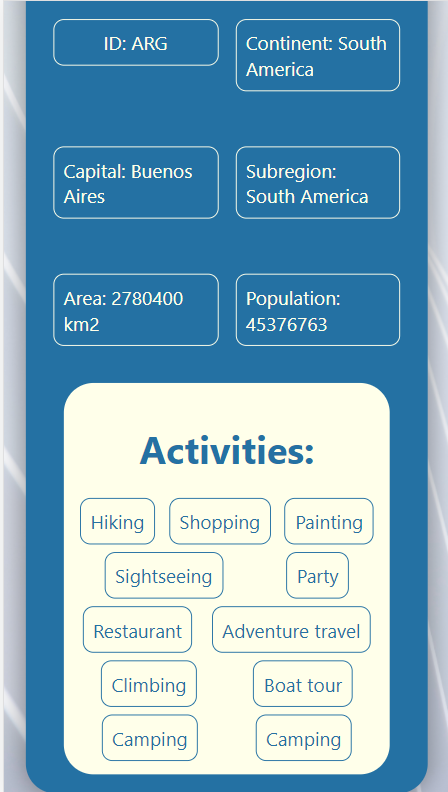 ID: ARG
Continent: South
America
Capital: Buenos
Aires
Subregion:
South America
Area: 2780400
km2
Population:
45376763
Activities:
Hiking
Shopping
Painting
Sightseeing
Party
Restaurant
Adventure travel
Climbing
Boat tour
Camping
Camping